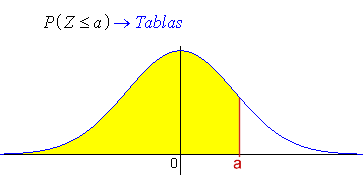 P(Z ≤ a) → Tablas
0 a